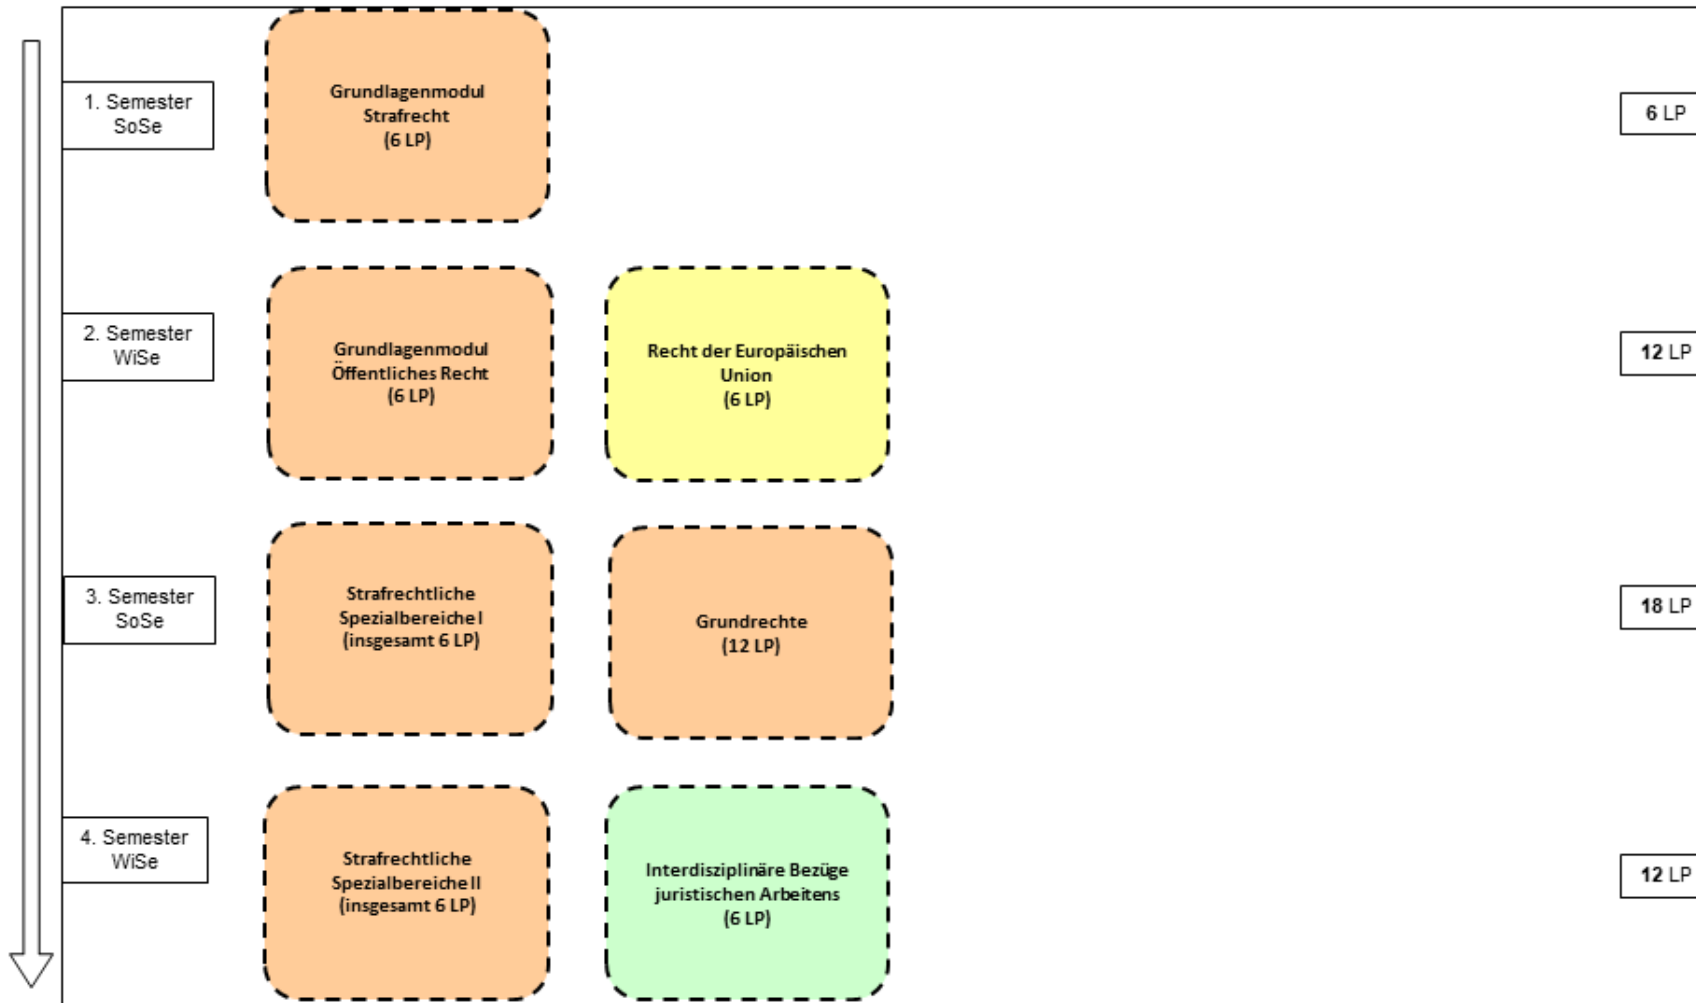 1. Semester
SoSe
Grundlagenmodul
Strafrecht
(6 LP)
6 LP
2. Semester
WiSe
Grundlagenmodul
Öffentliches Recht
(6 LP)
Recht der Europäischen
Union
(6 LP)
12 LP
3. Semester
SoSe
Strafrechtliche
Spezialbereiche I
(insgesamt 6 LP)
Grundrechte
(12 LP)
18 LP
4. Semester
WiSe
Strafrechtliche
Spezialbereiche II
(insgesamt 6 LP)
Interdisziplinäre Bezüge
juristischen Arbeitens
(6 LP)
12 LP